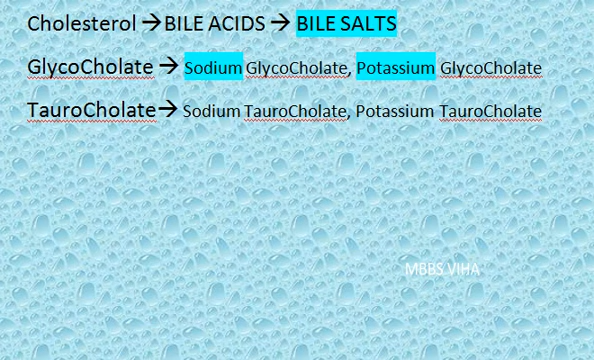 Cholesterol →BILE ACIDS → BILE SALTS
GlycoCholate → Sodium GlycoCholate, Potassium GlycoCholate
TauroCholate→ Sodium TauroCholate, Potassium TauroCholate
MBBS.VIHA